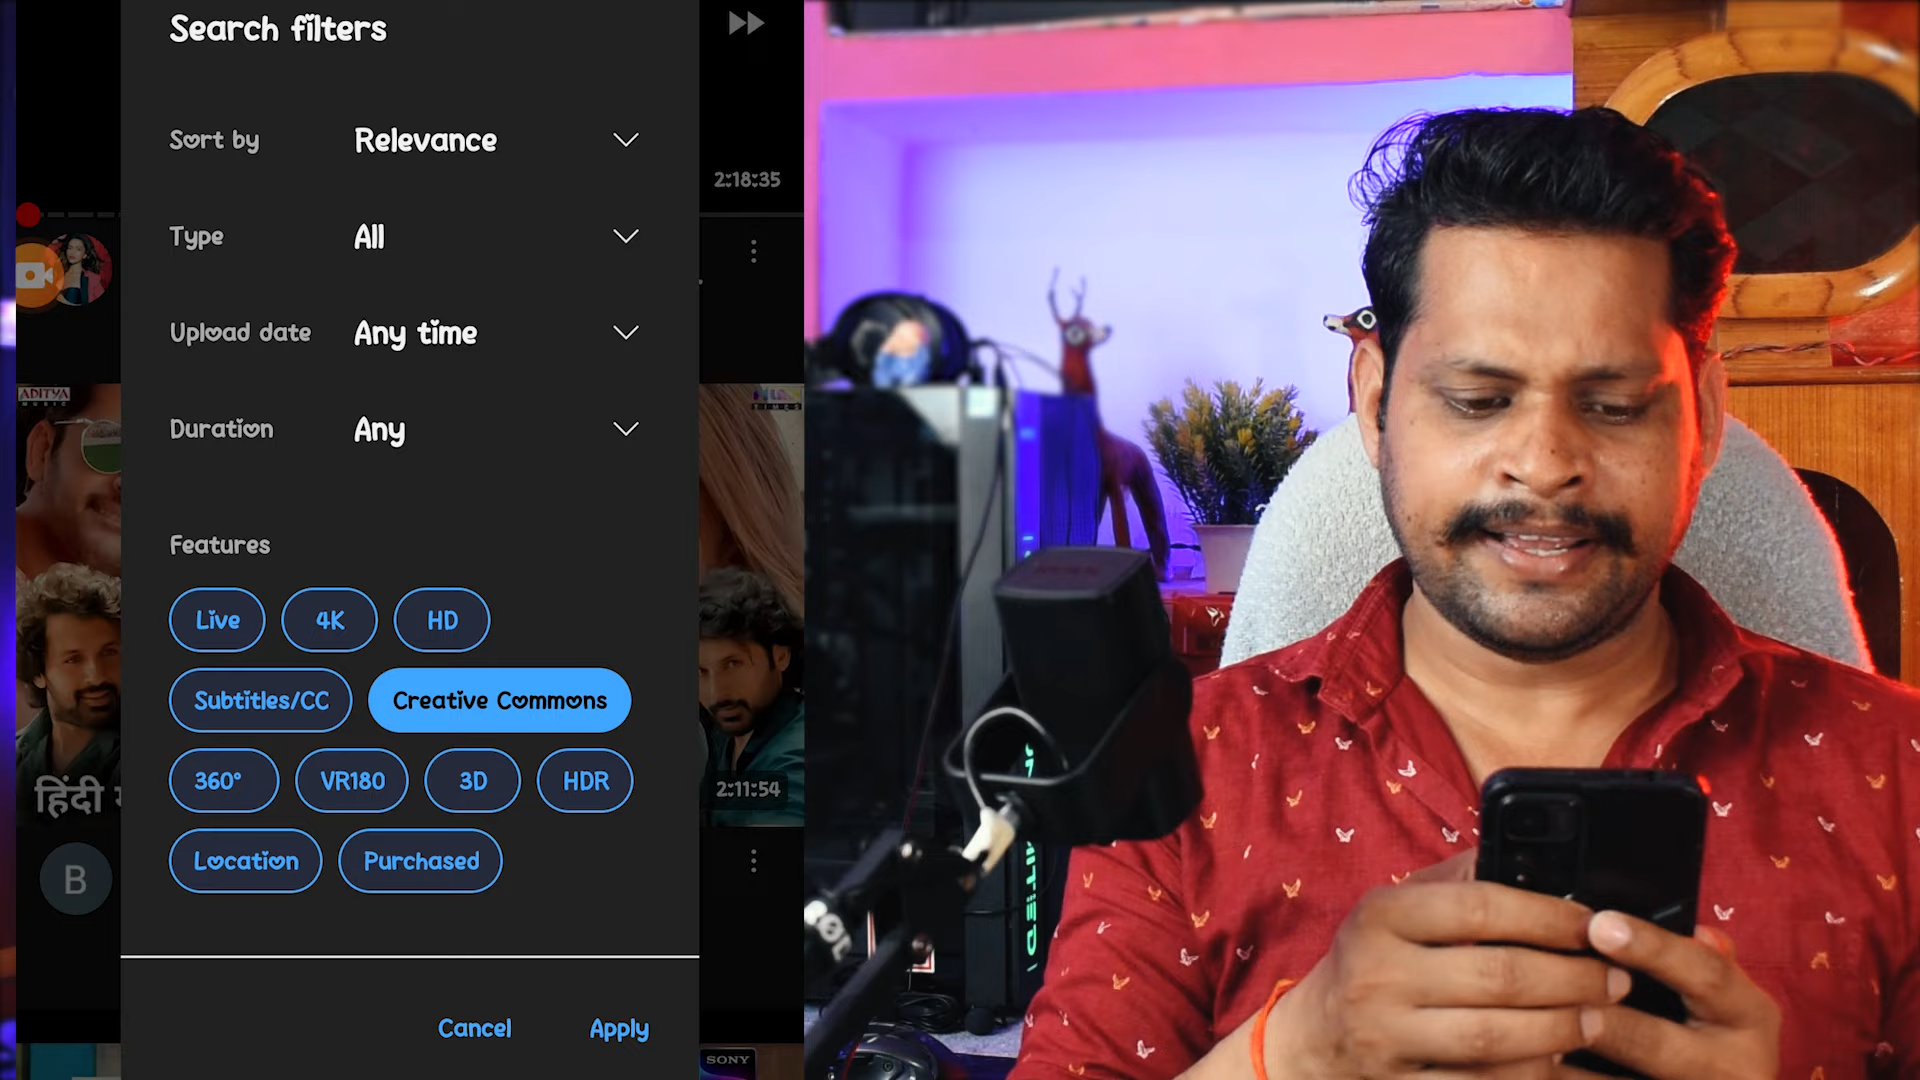 Search filters
Sort by Relevance
2:18:35
Type All
Upload date Any time
ADITYA
MUSIC
Duration Any
Features
Live 4K HD
Subtitles/CC Creative Commons
360° VR180 3D HDR
हिंदी
2:11:54
Location Purchased
B
Cancel Apply
SONY